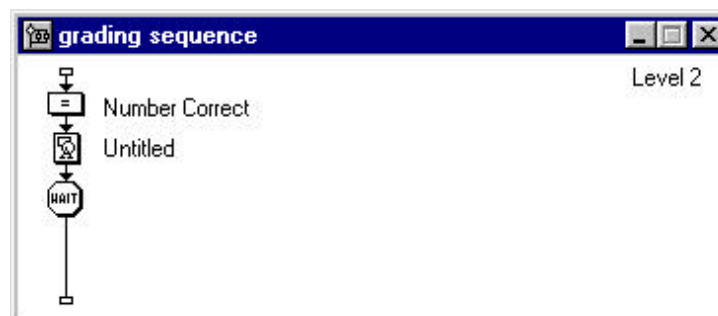 grading sequence
Level 2
=
Number Correct
Untitled
WAIT